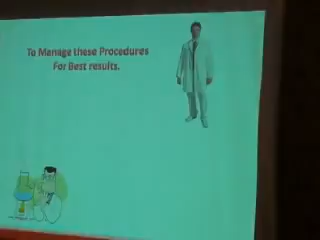 To Manage these Procedures
For Best results.